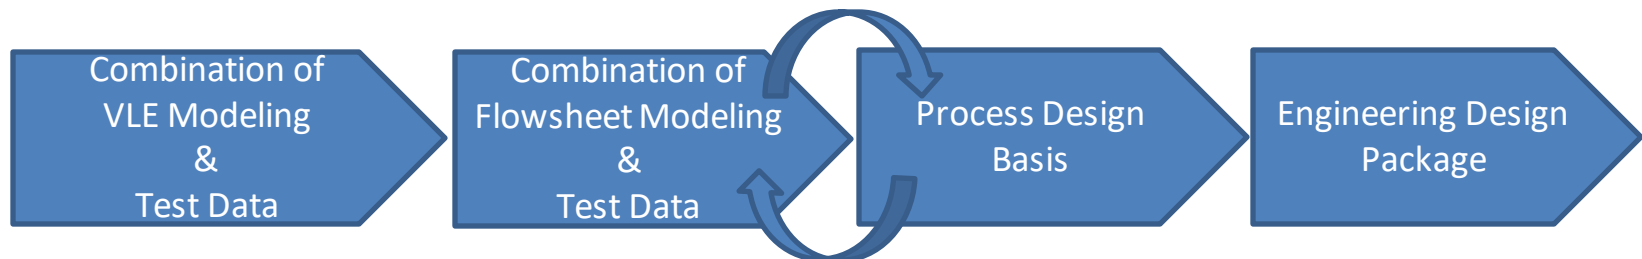 Combination of
VLE Modeling
&
Test Data
Combination of
Flowsheet Modeling
&
Test Data
Process Design
Basis
Engineering Design
Package